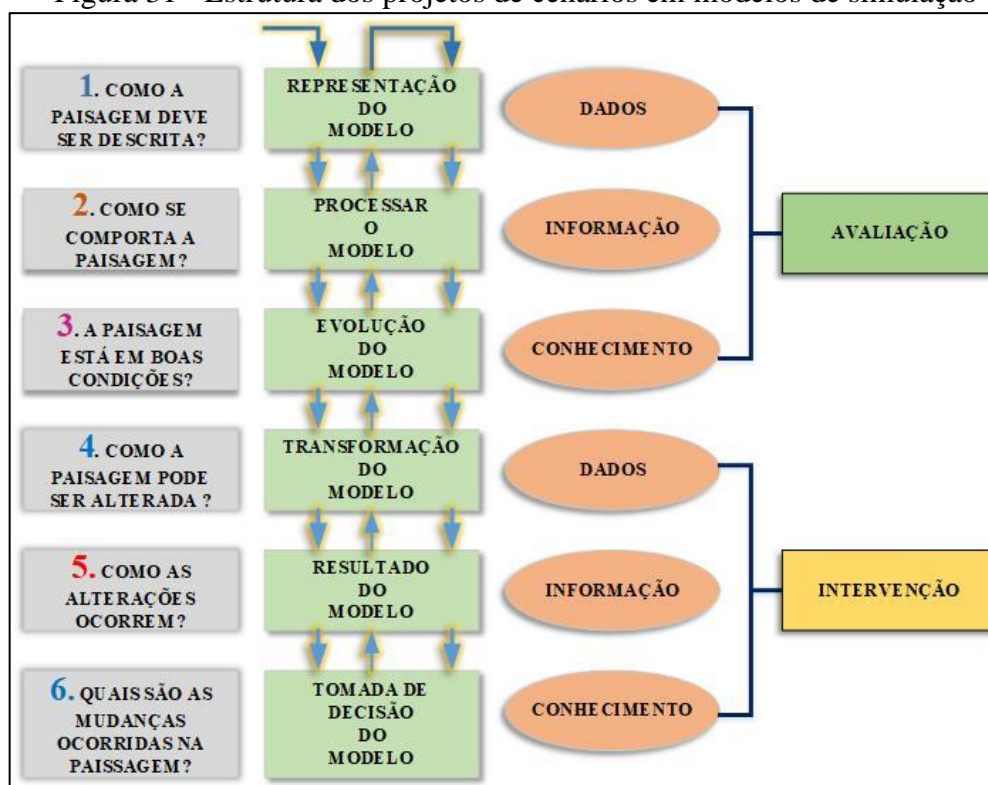 Figura 31 - Estrutura dos projetos de cenários em modelos de simulação
1. COMO A
PAISAGEM DEVE
SER DESCRITA?
REPRESENTAÇÃO
DO
MODELO
DADOS
2. COMO SE
COMPORTA A
PAISAGEM?
PROCESSAR
O
MODELO
INFORMAÇÃO
AVALIAÇÃO
3. A PAISAGEM
ESTÁ EM BOAS
CONDIÇÕES?
EVOLUÇÃO
DO
MODELO
CONHECIMENTO
4. COMO A
PAISAGEM PODE
SER ALTERADA ?
TRANSFORMAÇÃO
DO
MODELO
DADOS
5. COMO AS
ALTERAÇÕES
OCORREM?
RESULTADO
DO
MODELO
INFORMAÇÃO
INTERVENÇÃO
6. QUAIS SÃO AS
MUDANÇAS
OCORRIDAS NA
PAISSAGEM?
TOMADA DE
DECISÃO
DO
MODELO
CONHECIMENTO